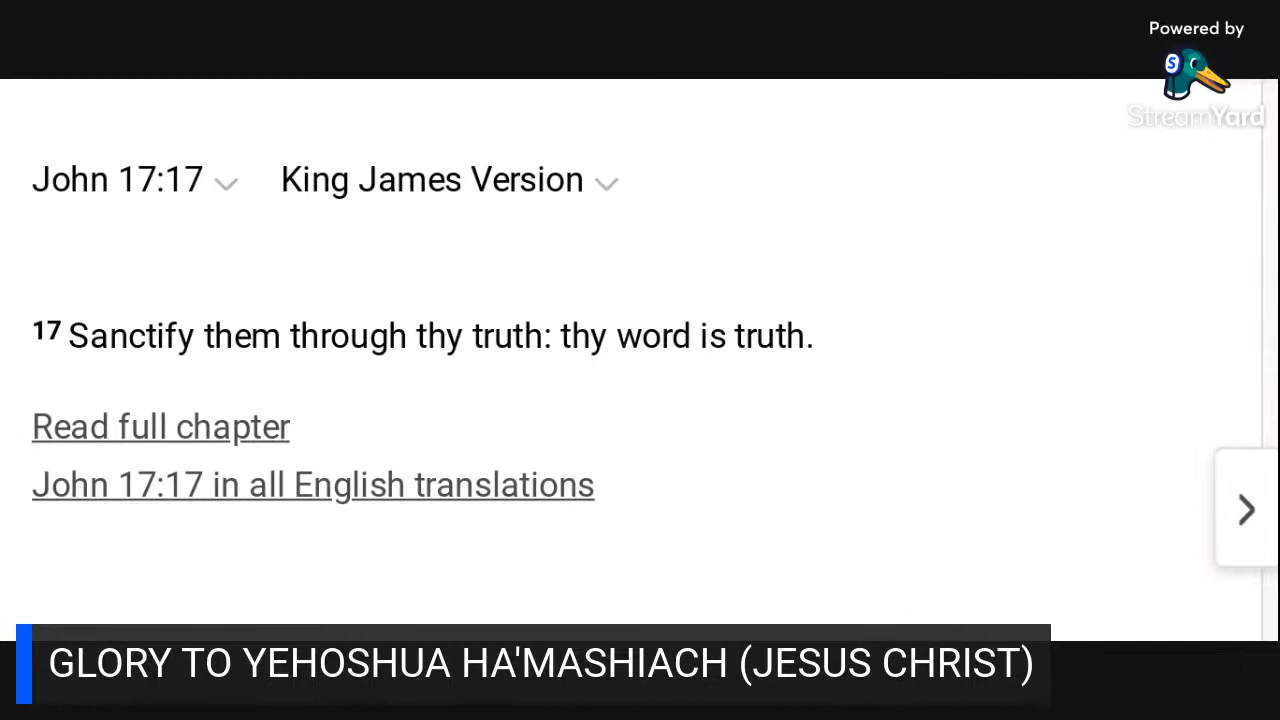 Powered by
S
StreamYard
John 17:17 King James Version
17 Sanctify them through thy truth: thy word is truth.
Read full chapter
John 17:17 in all English translations
GLORY TO YEHOSHUA HA'MASHIACH (JESUS CHRIST)